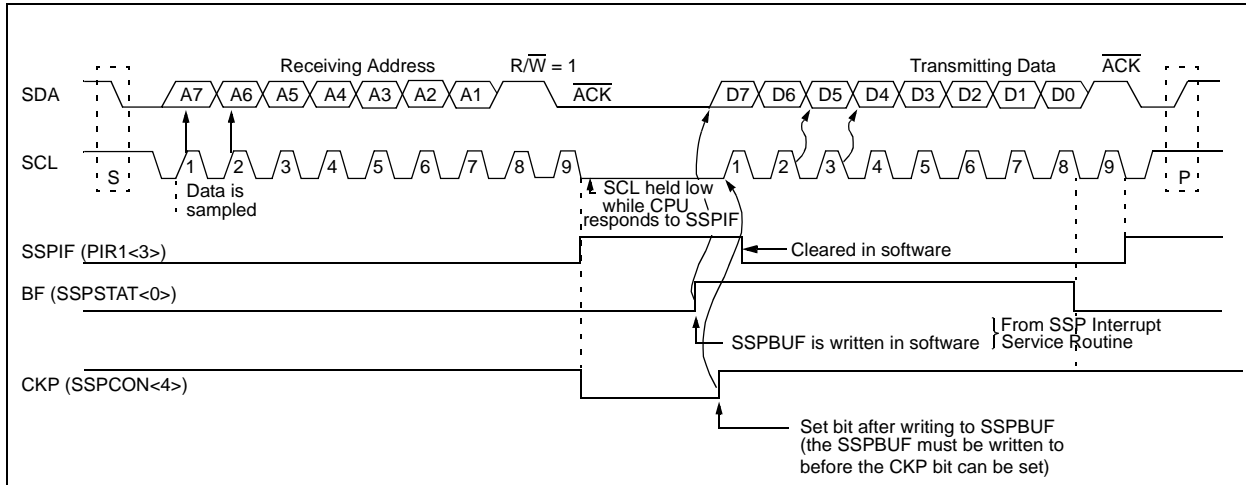 Receiving Address
R/W = 1
ACK
Transmitting Data
ACK
SDA
A7 A6 A5 A4 A3 A2 A1
D7 D6 D5 D4 D3 D2 D1 D0
SCL
S
1 2 3 4 5 6 7 8 9
1 2 3 4 5 6 7 8 9
P
Data is
sampled
SCL held low
while CPU
responds to SSPIF
SSPIF (PIR1<3>)
Cleared in software
BF (SSPSTAT<0>)
SSPBUF is written in software
From SSP Interrupt
Service Routine
CKP (SSPCON<4>)
Set bit after writing to SSPBUF
(the SSPBUF must be written to
before the CKP bit can be set)